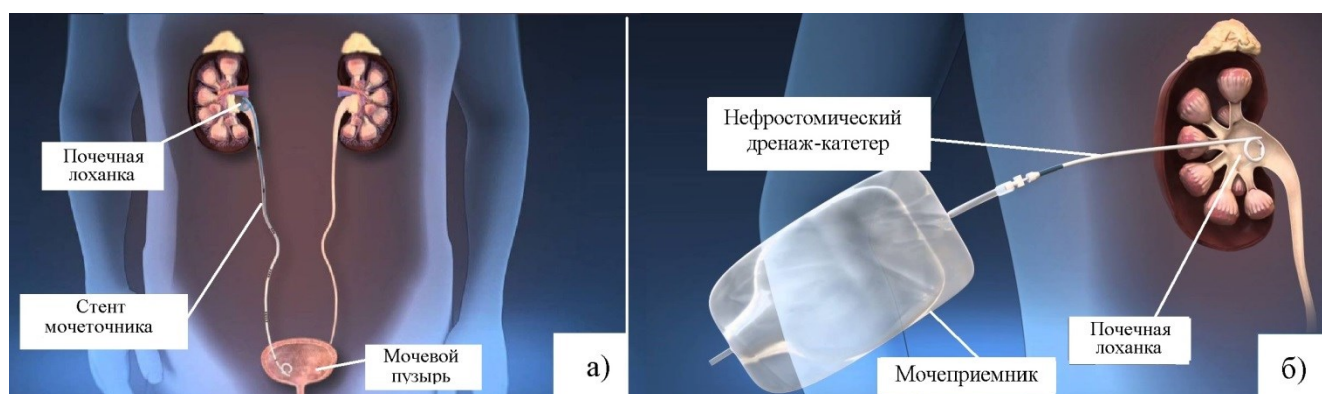 Почечная
лоханка
Стент
мочеточника
Мочевой
пузырь
а)
Нефростомический
дренаж-катетер
Почечная
лоханка
Мочеприемник
б)